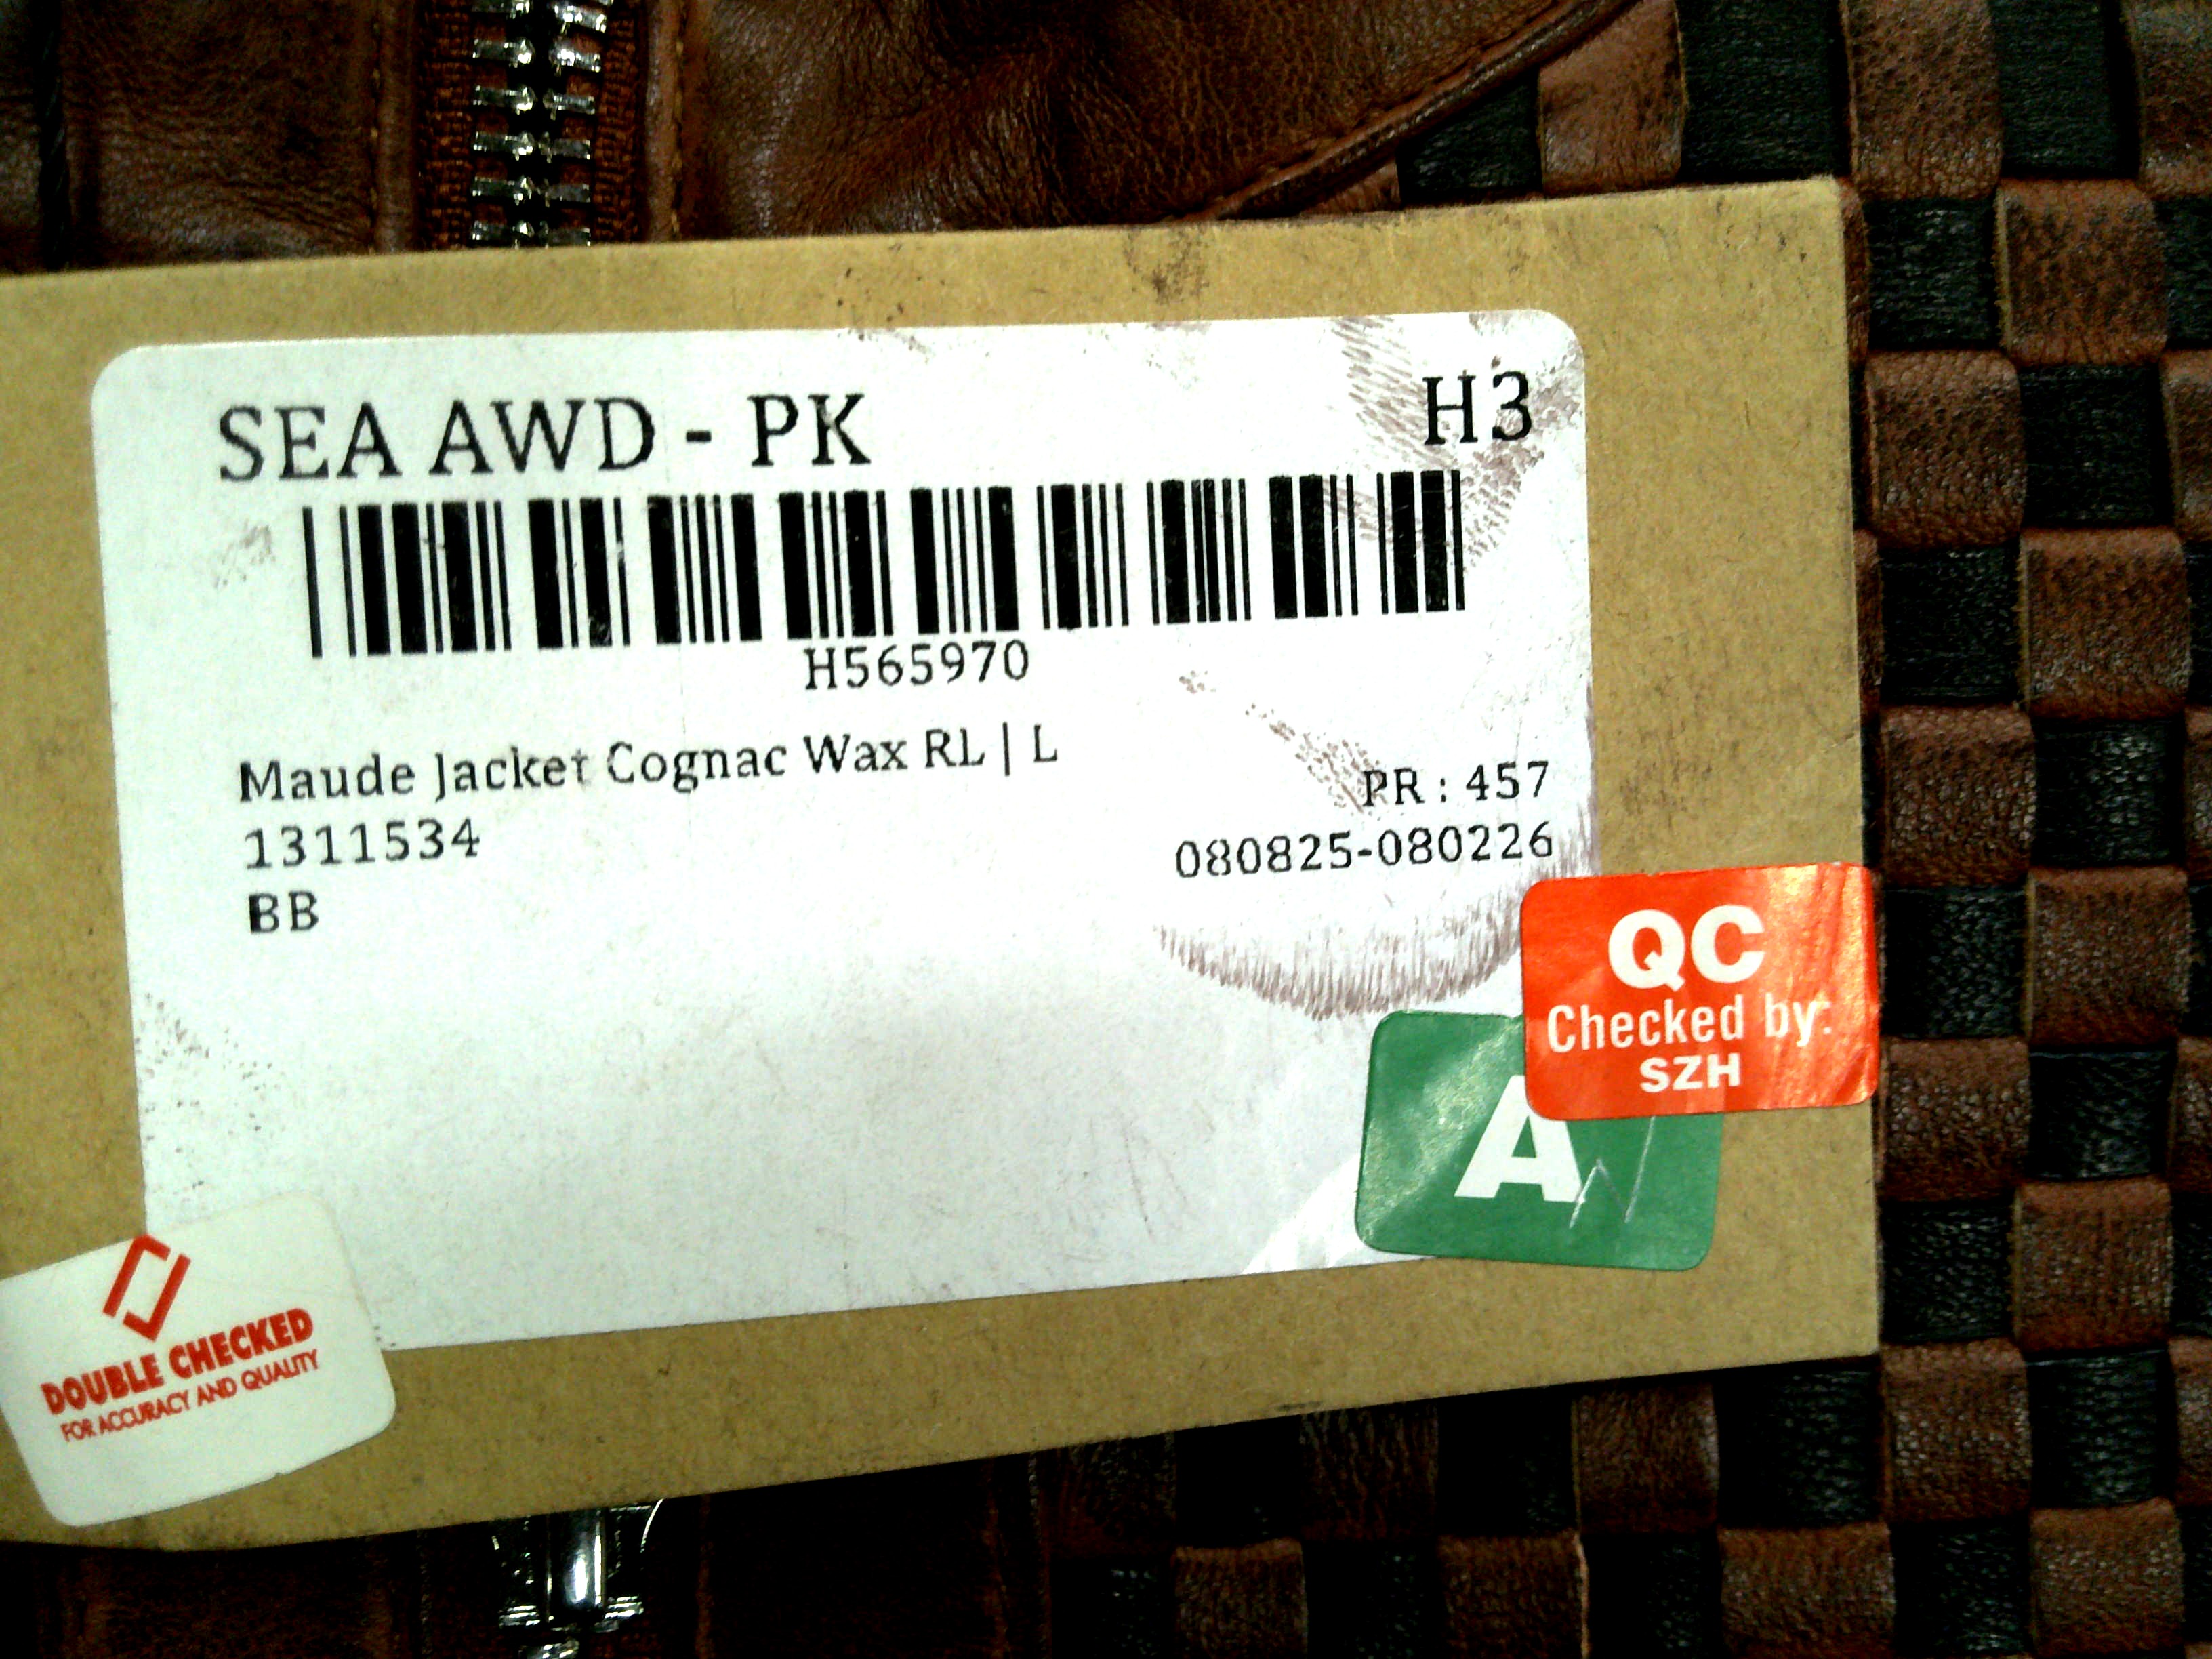 SEA AWD - PK
H3
H565970
Maude Jacket Cognac Wax RL | L
PR : 457
1311534
080825-080226
BB
QC
Checked by:
SZH
A
DOUBLE CHECKED
FOR ACCURACY AND QUALITY